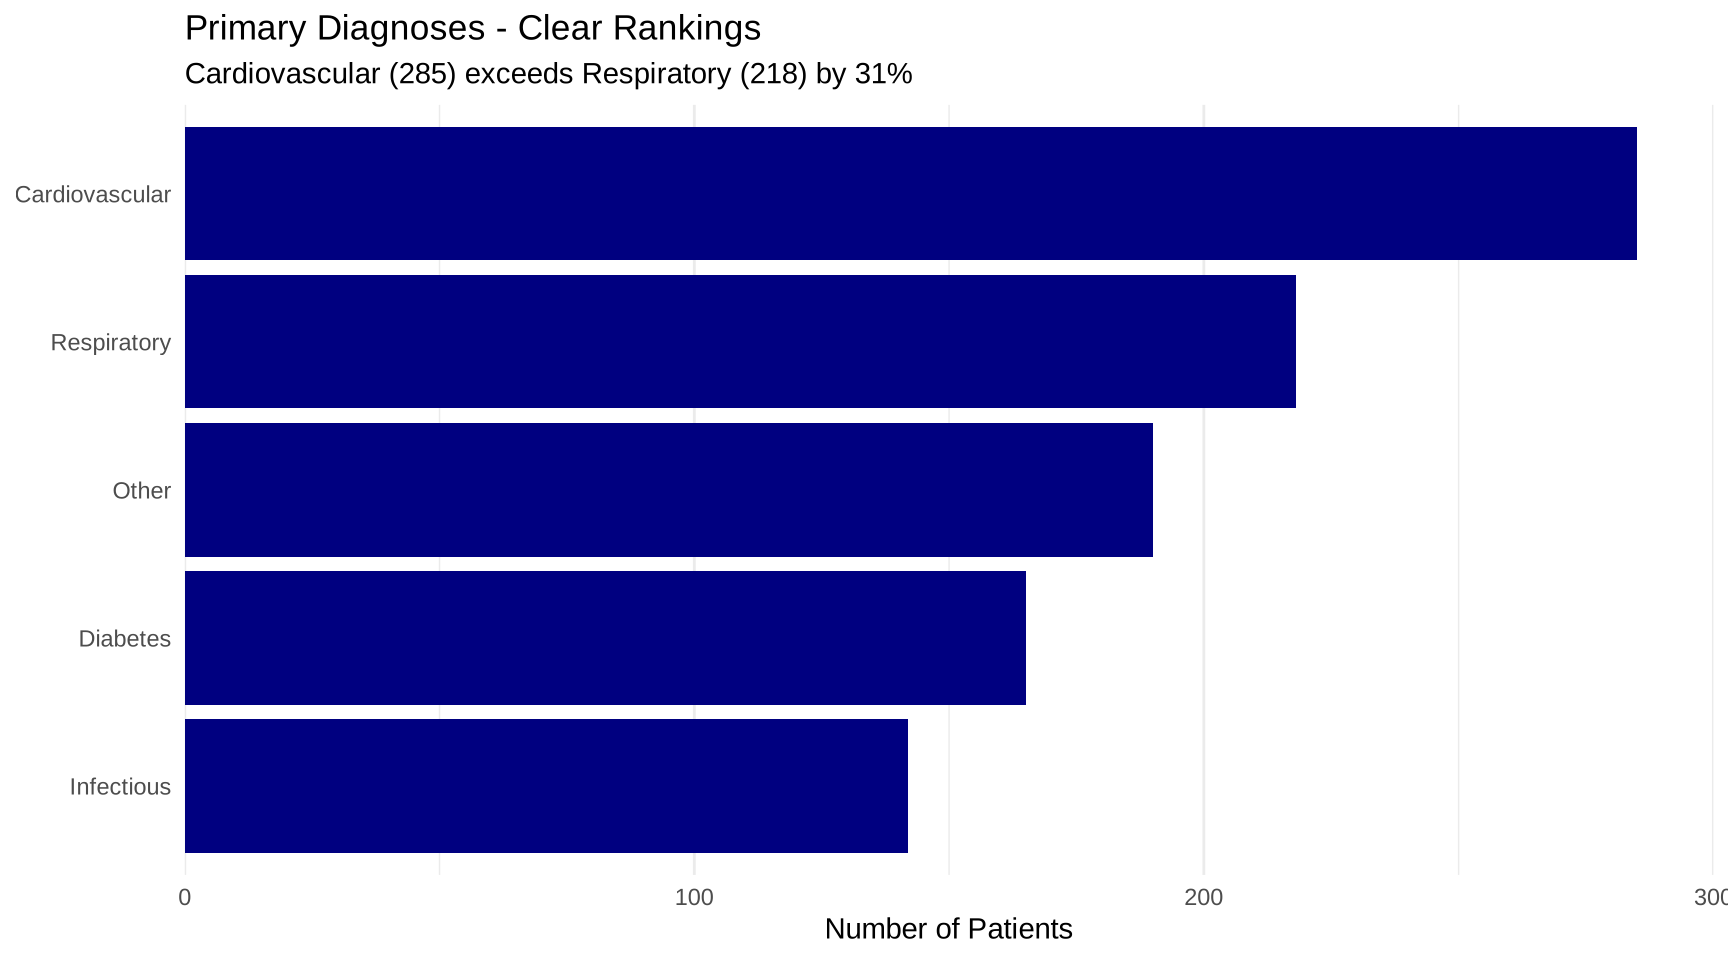 Primary Diagnoses - Clear Rankings
Cardiovascular (285) exceeds Respiratory (218) by 31%
Cardiovascular
Respiratory
Other
Diabetes
Infectious
0 100 200 300
Number of Patients